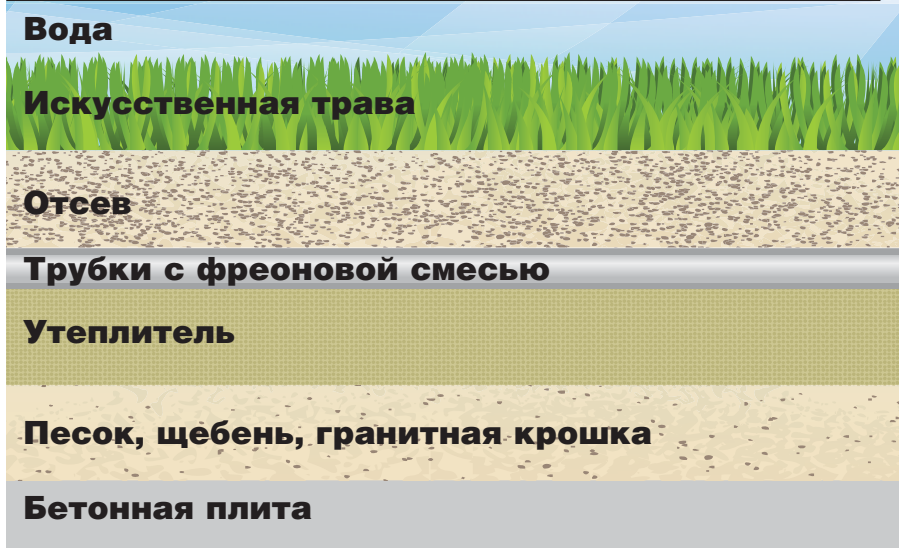 Вода
Искусственная трава
Отсев
Трубки с фреоновой смесью
Утеплитель
Песок, щебень, гранитная крошка
Бетонная плита